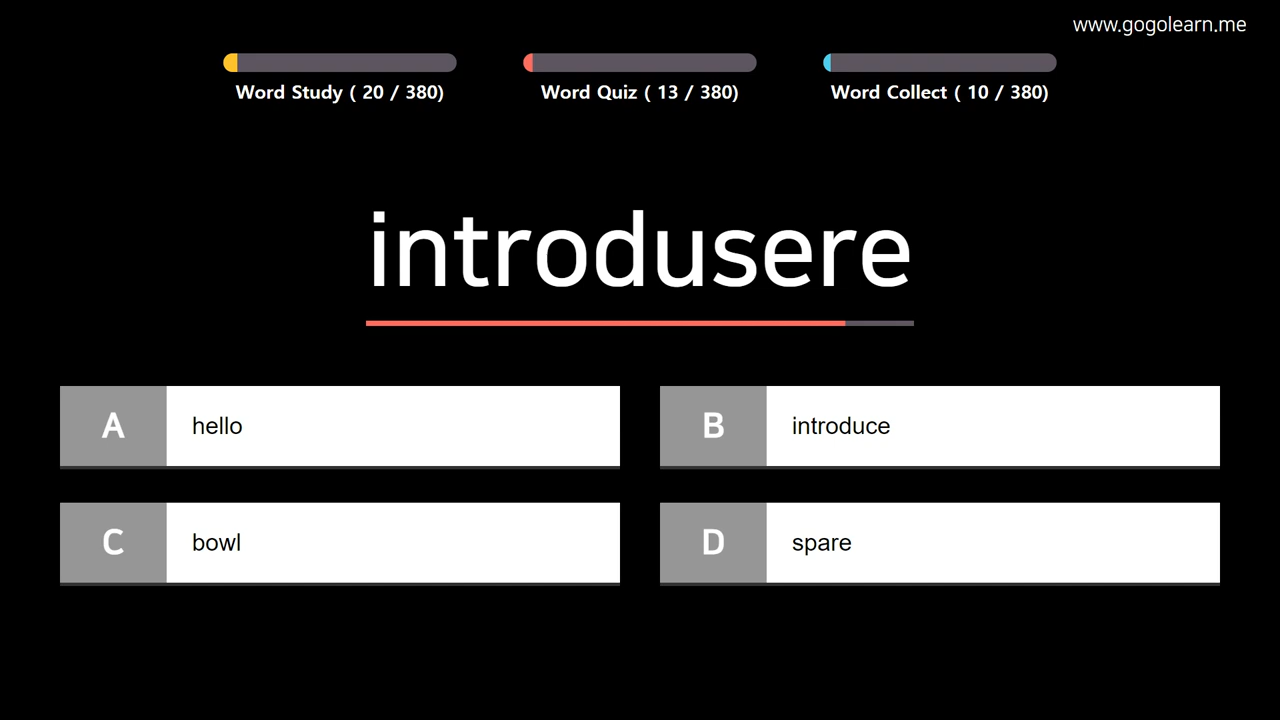 www.gogolearn.me
Word Study ( 20 / 380)
Word Quiz ( 13 / 380)
Word Collect ( 10 / 380)
introdusere
A hello
B introduce
C bowl
D spare